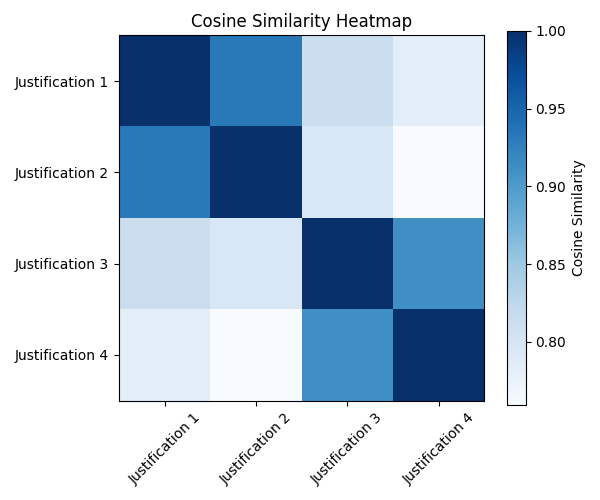 Cosine Similarity Heatmap
Justification 1
Justification 2
Justification 3
Justification 4
Justification 1
Justification 2
Justification 3
Justification 4
1.00
0.95
0.90
0.85
0.80
Cosine Similarity